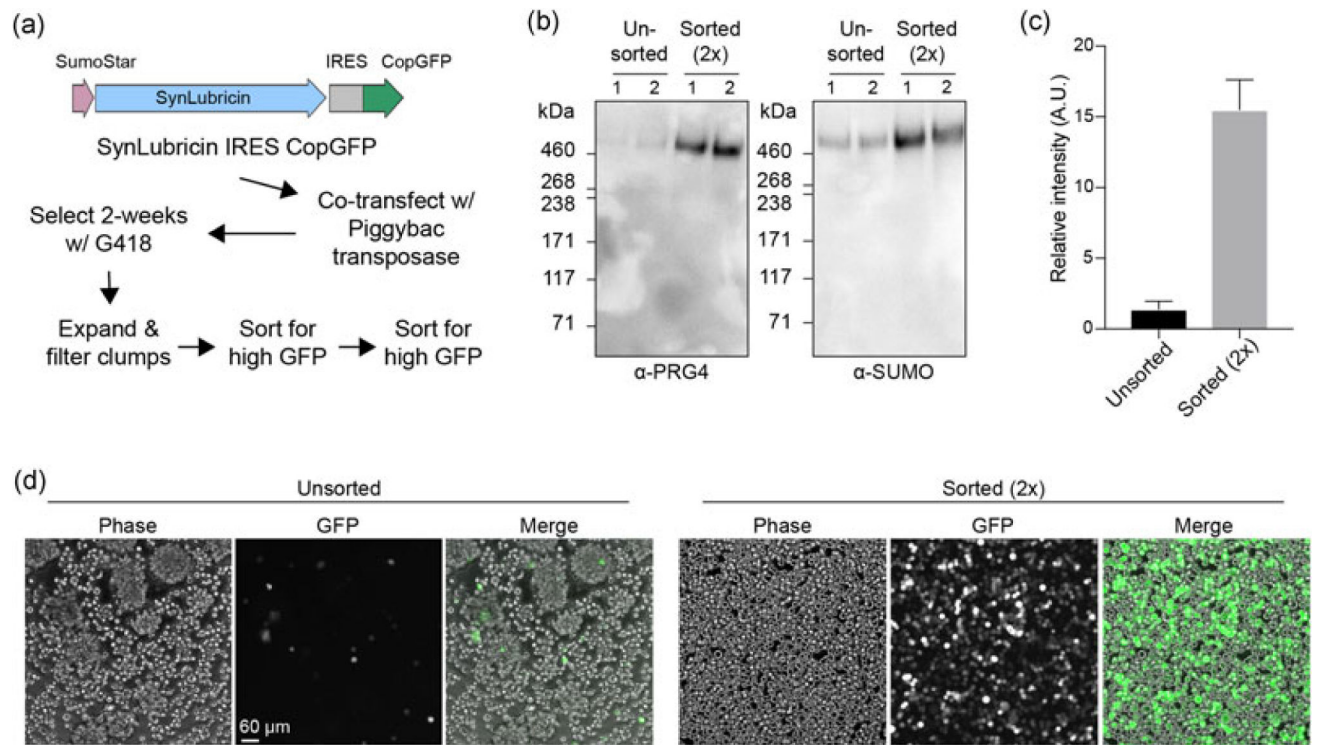 (a)
SumoStar
IRES
CopGFP
SynLubricin
SynLubricin IRES CopGFP
Co-transfect w/
Piggybac
transposase
Select 2-weeks
w/ G418
Expand &
filter clumps
Sort for
high GFP
Sort for
high GFP
(b)
Un-
sorted
Sorted
(2x)
1 2 1 2
kDa
460
268
238
171
117
71
α-PRG4
Un-
sorted
Sorted
(2x)
1 2 1 2
kDa
460
268
238
171
117
71
α-SUMO
(c)
Relative intensity (A.U.)
20
15
10
5
0
Unsorted
Sorted (2x)
(d)
Unsorted
Phase GFP Merge
60 µm
Sorted (2x)
Phase GFP Merge